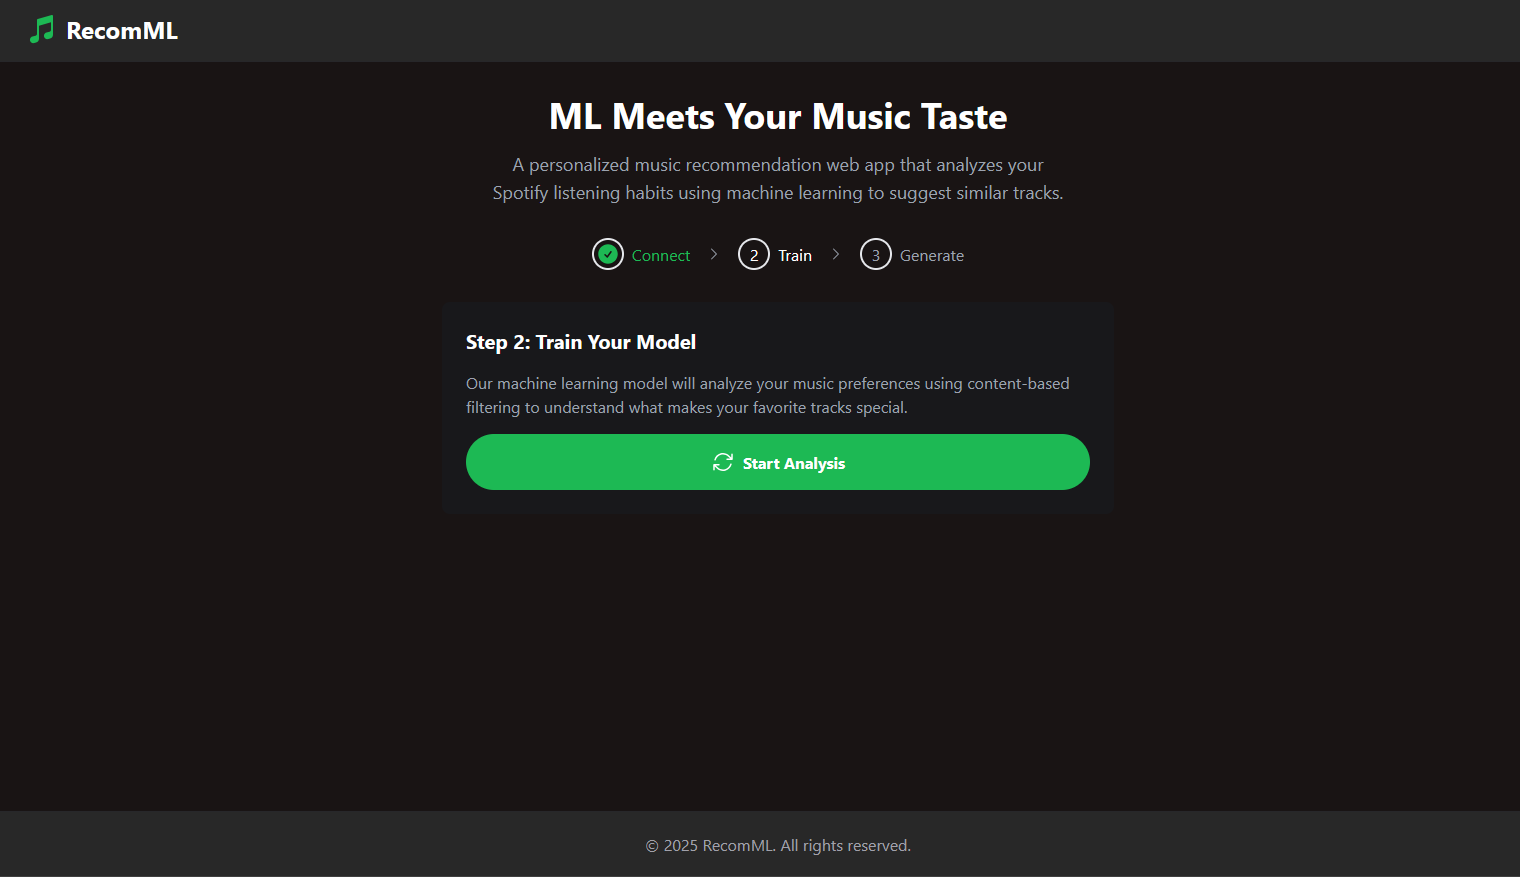 RecomML
ML Meets Your Music Taste
A personalized music recommendation web app that analyzes your
Spotify listening habits using machine learning to suggest similar tracks.
Connect 2 Train 3 Generate
Step 2: Train Your Model
Our machine learning model will analyze your music preferences using content-based
filtering to understand what makes your favorite tracks special.
Start Analysis
© 2025 RecomML. All rights reserved.